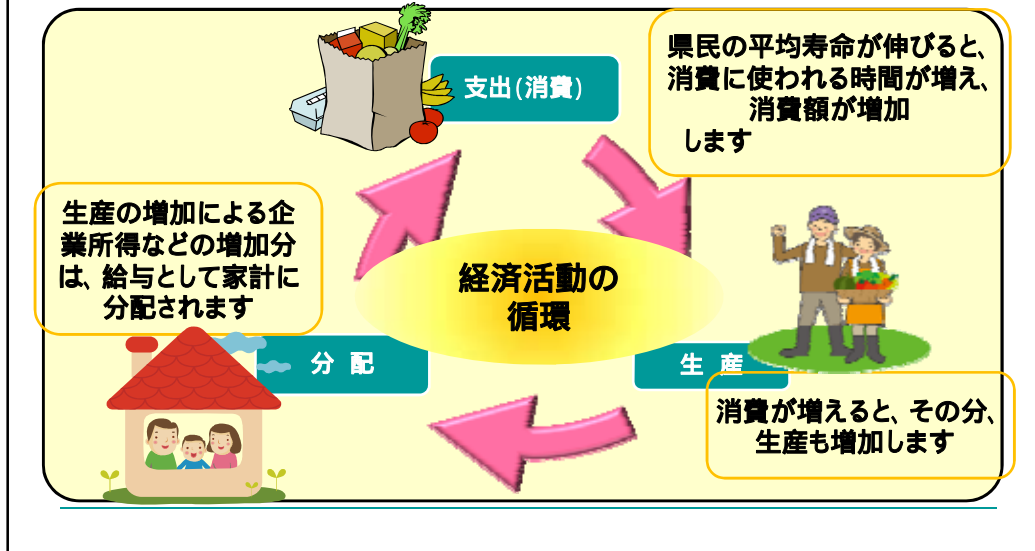 支出(消費)
県民の平均寿命が伸びると、
消費に使われる時間が増え、
消費額が増加
します
生産の増加による企
業所得などの増加分
は、給与として家計に
分配されます
経済活動の
循環
分 配
生 産
消費が増えると、その分、
生産も増加します